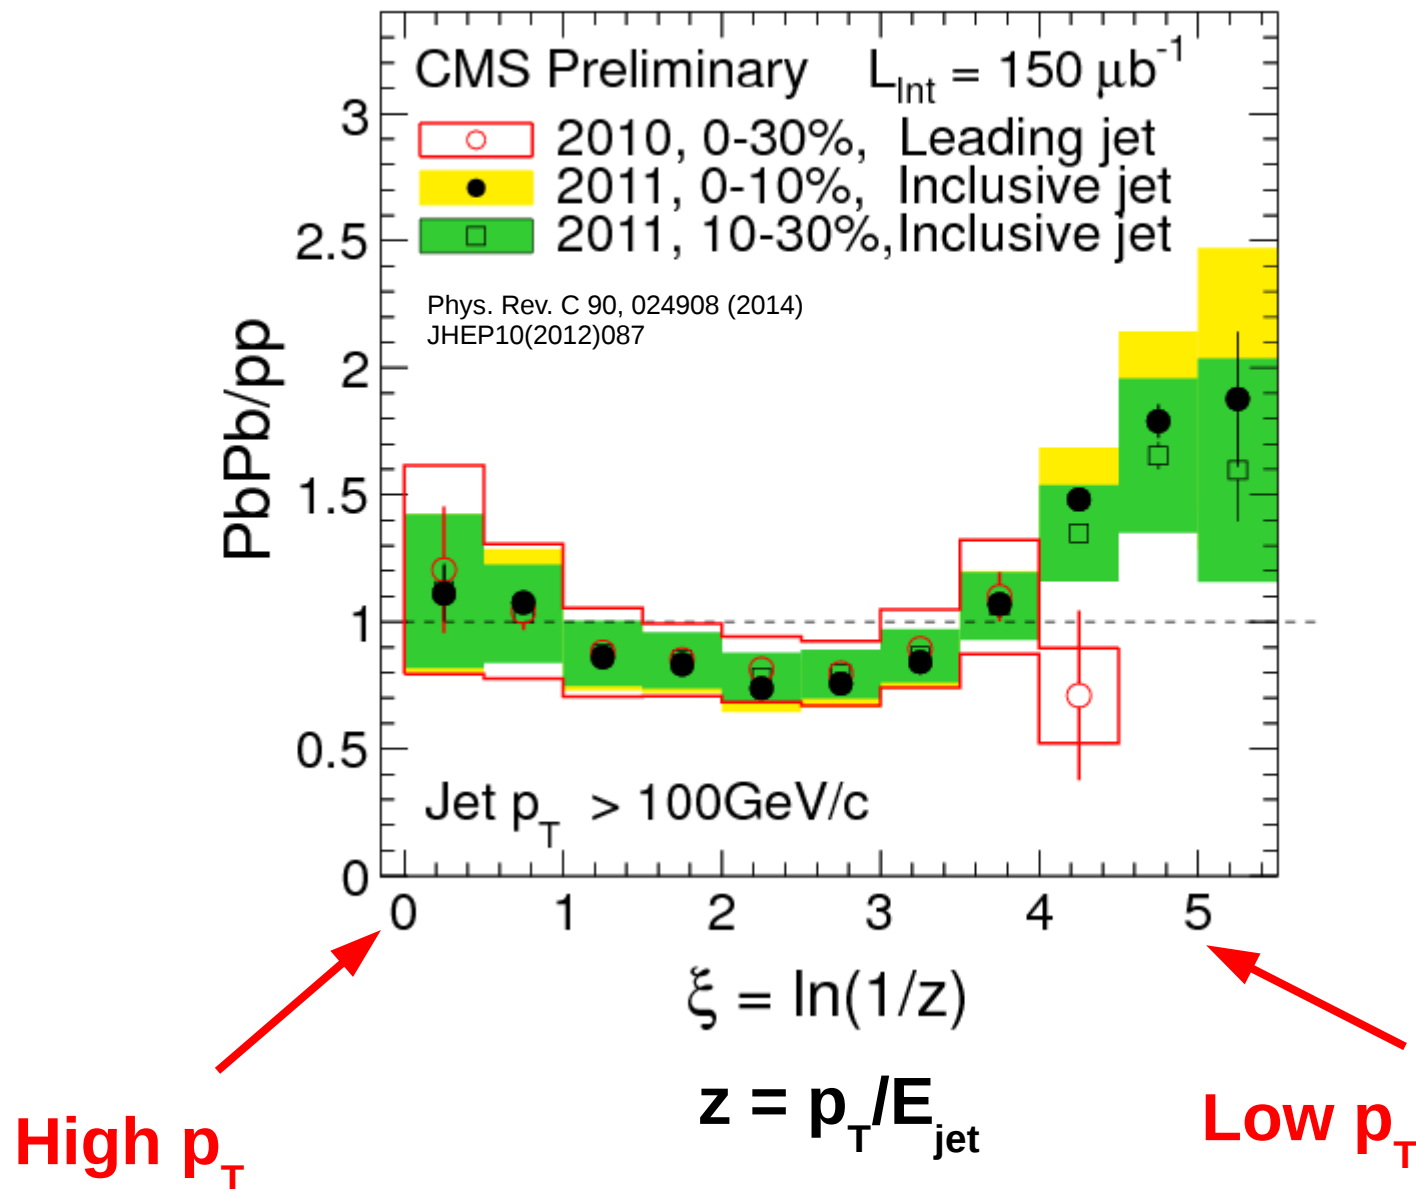 CMS Preliminary L_Int = 150 μb^-1
2010, 0-30%, Leading jet
2011, 0-10%, Inclusive jet
2011, 10-30%, Inclusive jet
Phys. Rev. C 90, 024908 (2014)
JHEP10(2012)087
PbPb/pp
3
2.5
2
1.5
1
0.5
0
Jet p_T > 100GeV/c
0 1 2 3 4 5
ξ = ln(1/z)
z = p_T/E_jet
High p_T
Low p_T